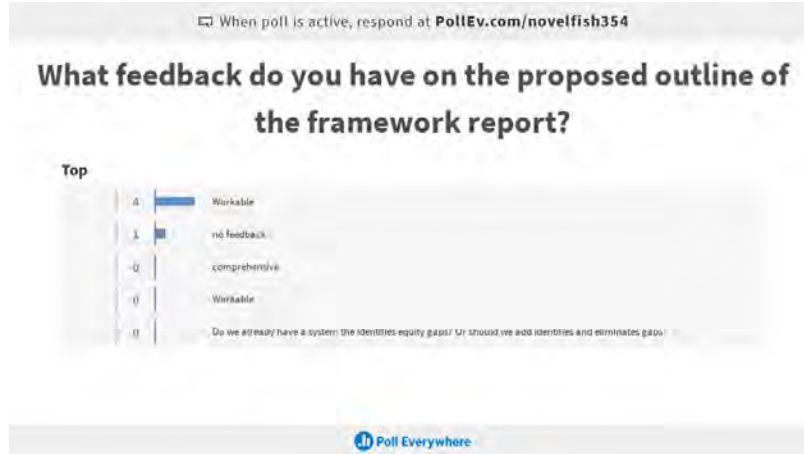 When poll is active, respond at PollEv.com/novelfish354
What feedback do you have on the proposed outline of
the framework report?
Top
4 Workable
1 no feedback
0 comprehensive
0 Workable
0 Do we already have a system the identifies equity gaps? Or should we add identifies and eliminates gaps?
Poll Everywhere